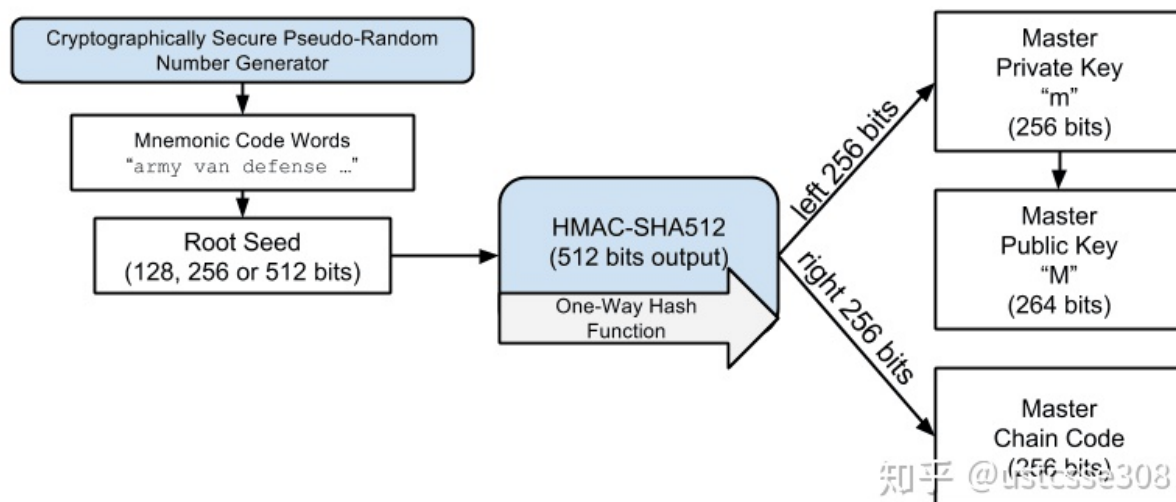 Cryptographically Secure Pseudo-Random
Number Generator
Mnemonic Code Words
“army van defense …”
Root Seed
(128, 256 or 512 bits)
HMAC-SHA512
(512 bits output)
One-Way Hash
Function
left 256 bits
right 256 bits
Master
Private Key
“m”
(256 bits)
Master
Public Key
“M”
(264 bits)
Master
Chain Code
(256 bits)
知乎 @ustcsse308